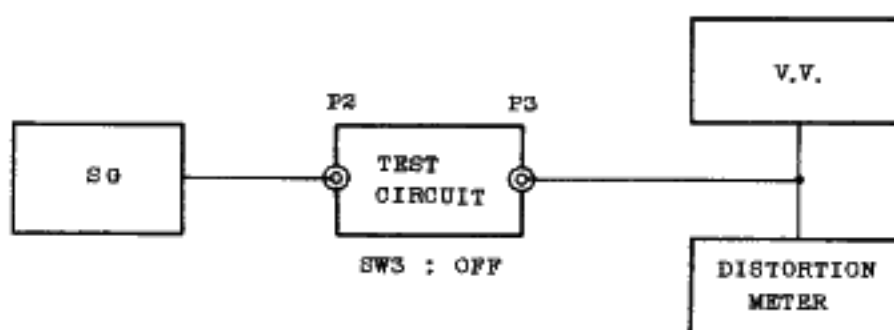 V.V.
P2 P3
SG
TEST
CIRCUIT
SW3 : OFF
DISTORTION
METER